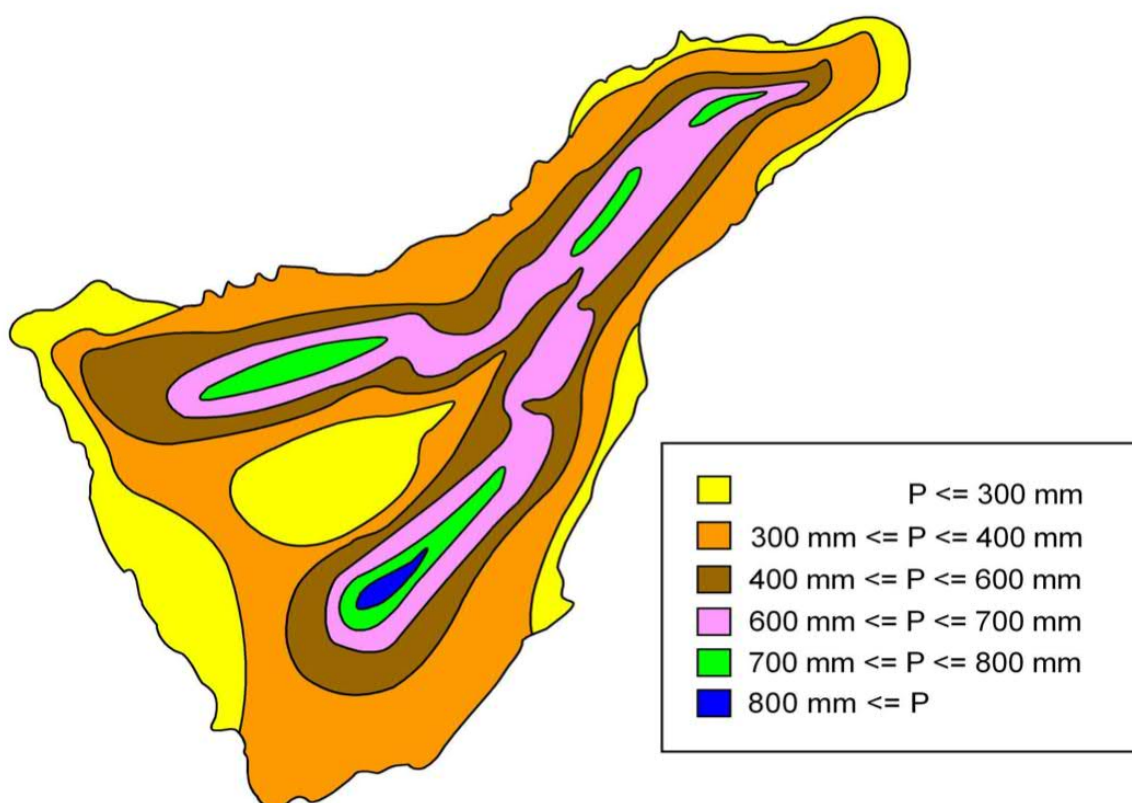 P <= 300 mm
300 mm <= P <= 400 mm
400 mm <= P <= 600 mm
600 mm <= P <= 700 mm
700 mm <= P <= 800 mm
800 mm <= P